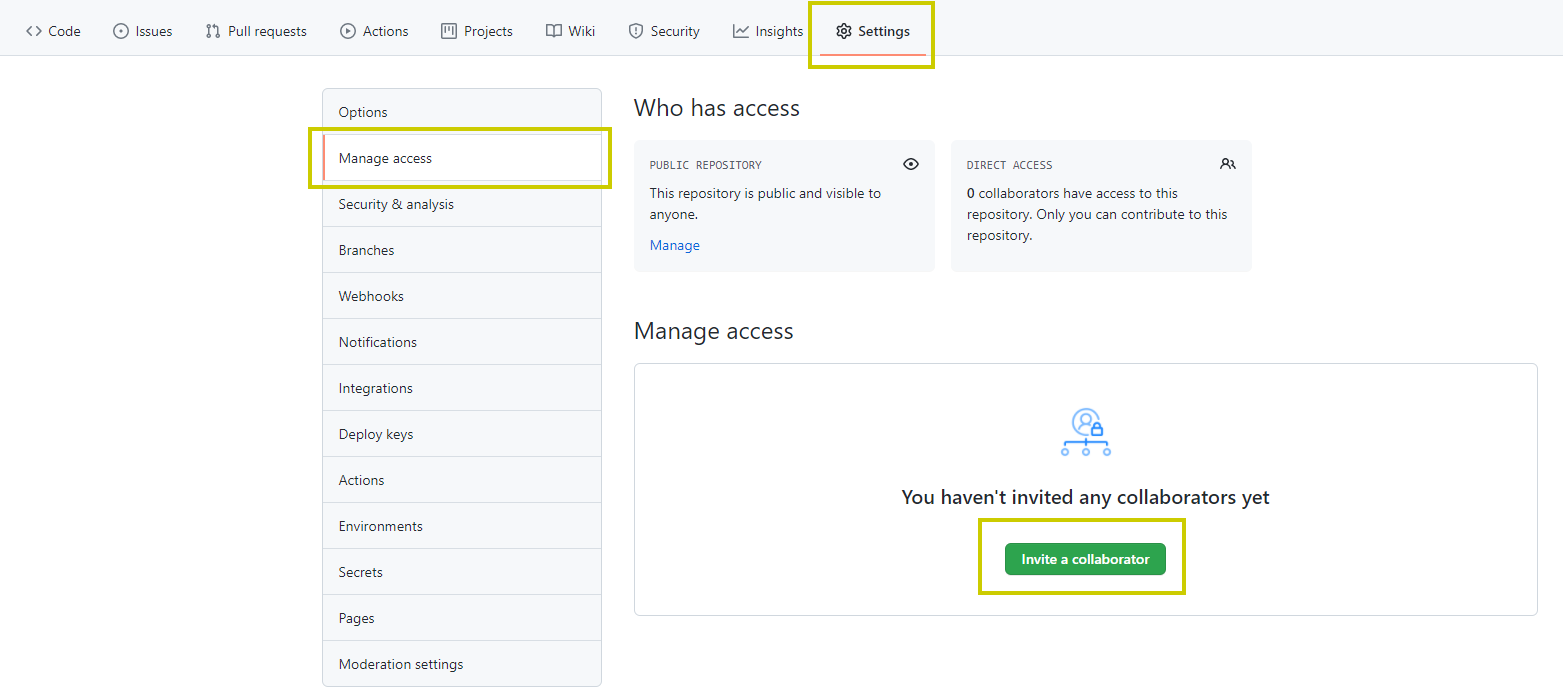 Code Issues Pull requests Actions Projects Wiki Security Insights Settings
Options
Manage access
Security & analysis
Branches
Webhooks
Notifications
Integrations
Deploy keys
Actions
Environments
Secrets
Pages
Moderation settings
Who has access
PUBLIC REPOSITORY
This repository is public and visible to
anyone.
Manage
DIRECT ACCESS
0 collaborators have access to this
repository. Only you can contribute to this
repository.
Manage access
You haven't invited any collaborators yet
Invite a collaborator